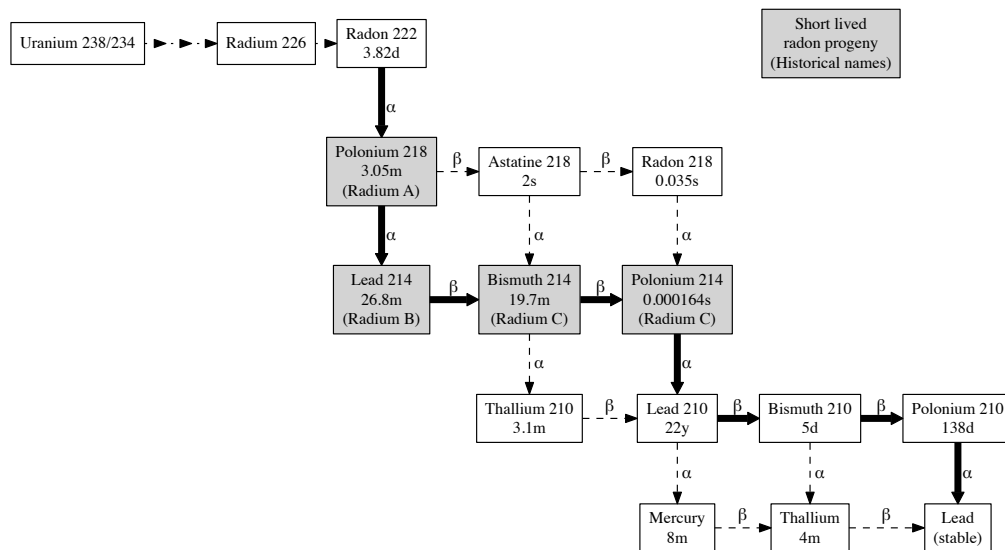 Uranium 238/234
Radium 226
Radon 222
3.82d
Short lived
radon progeny
(Historical names)
α
Polonium 218
3.05m
(Radium A)
β
Astatine 218
2s
β
Radon 218
0.035s
α
α
α
Lead 214
26.8m
(Radium B)
β
Bismuth 214
19.7m
(Radium C)
β
Polonium 214
0.000164s
(Radium C)
α
α
Thallium 210
3.1m
β
Lead 210
22y
β
Bismuth 210
5d
β
Polonium 210
138d
α
α
α
Mercury
8m
β
Thallium
4m
β
Lead
(stable)